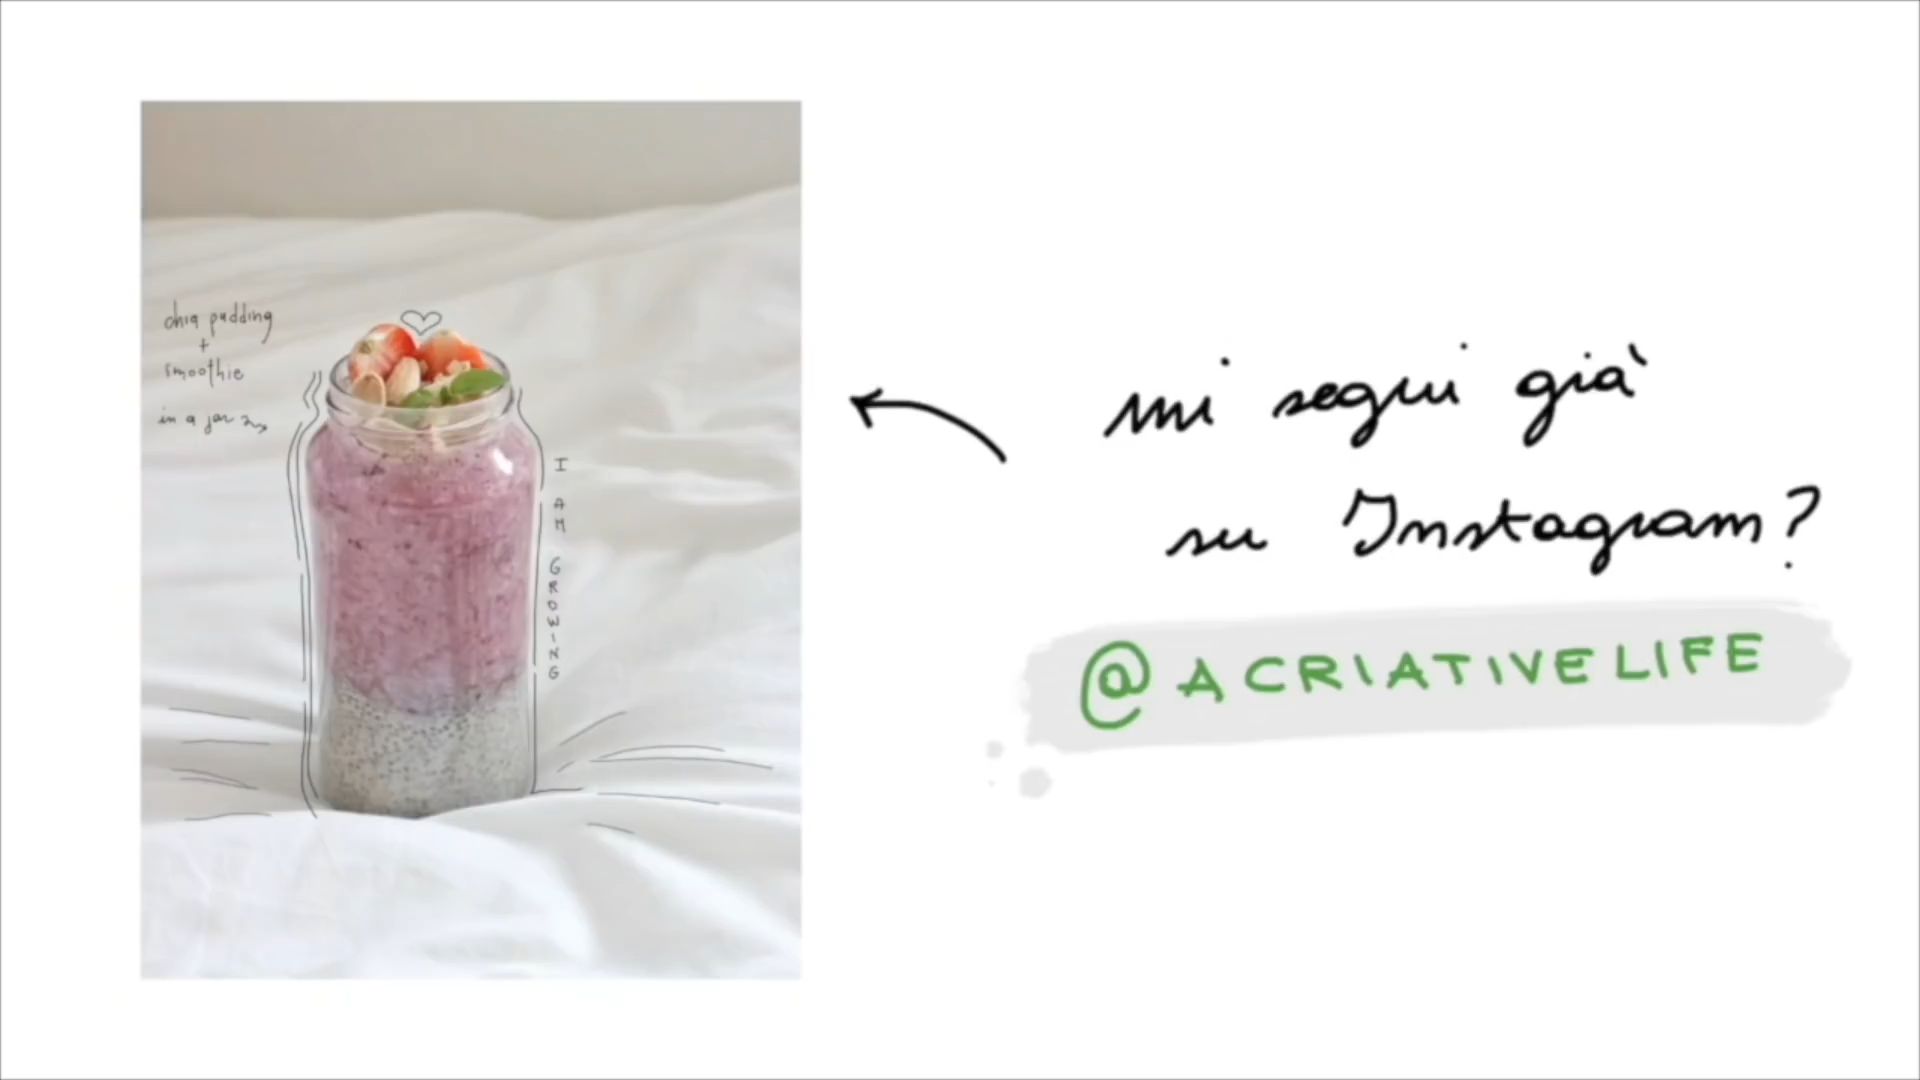 chia pudding
+
smoothie
in a jar
I AM GROWING
mi segui già
su Instagram?
@ACRIATIVELIFE